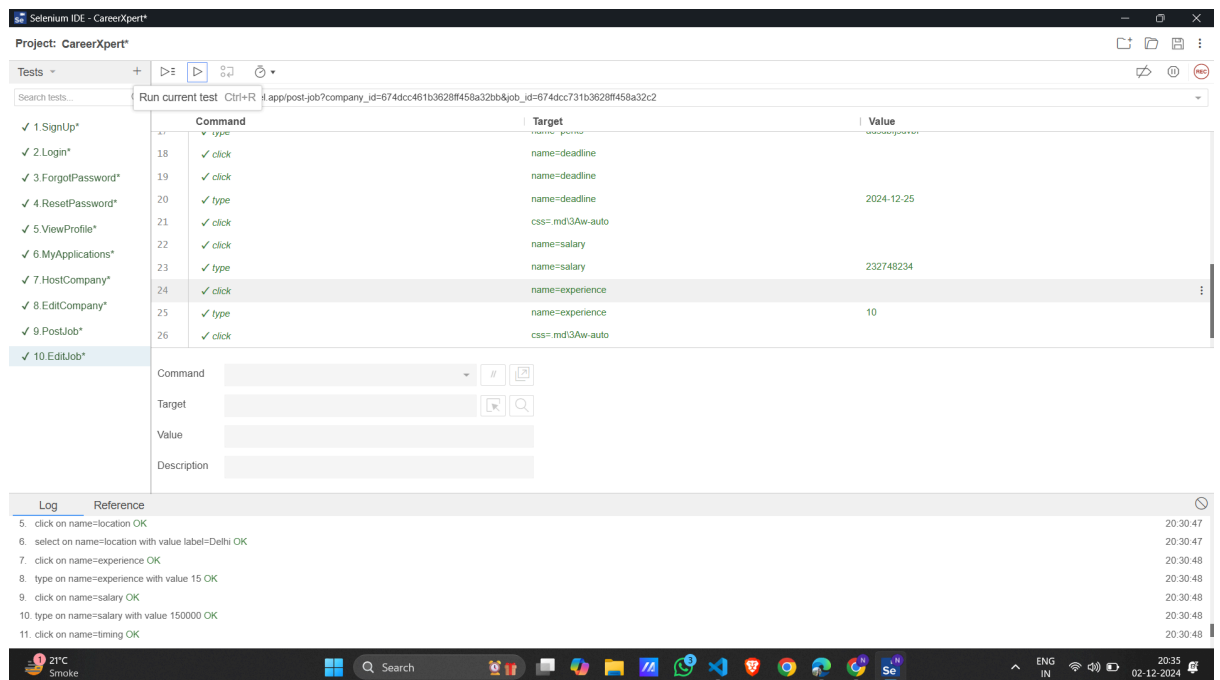 Selenium IDE - CareerXpert*
Project: CareerXpert*
Tests
Search tests...
Run current test Ctrl+R
el.app/post-job?company_id=674dcc461b3628ff458a32bb&job_id=674dcc731b3628ff458a32c2
✓ 1.SignUp*
✓ 2.Login*
✓ 3.ForgotPassword*
✓ 4.ResetPassword*
✓ 5.ViewProfile*
✓ 6.MyApplications*
✓ 7.HostCompany*
✓ 8.EditCompany*
✓ 9.PostJob*
✓ 10.EditJob*
Command Target Value
17 ✓ type name=perks
18 ✓ click name=deadline
19 ✓ click name=deadline
20 ✓ type name=deadline 2024-12-25
21 ✓ click css=.md\3Aw-auto
22 ✓ click name=salary
23 ✓ type name=salary 232748234
24 ✓ click name=experience
25 ✓ type name=experience 10
26 ✓ click css=.md\3Aw-auto
Command //
Target
Value
Description
Log Reference
5. click on name=location OK 20:30:47
6. select on name=location with value label=Delhi OK 20:30:47
7. click on name=experience OK 20:30:48
8. type on name=experience with value 15 OK 20:30:48
9. click on name=salary OK 20:30:48
10. type on name=salary with value 150000 OK 20:30:48
11. click on name=timing OK 20:30:48
REC
1
21°C
Smoke
Search
3
N
Se
N
ENG
IN
20:35
02-12-2024